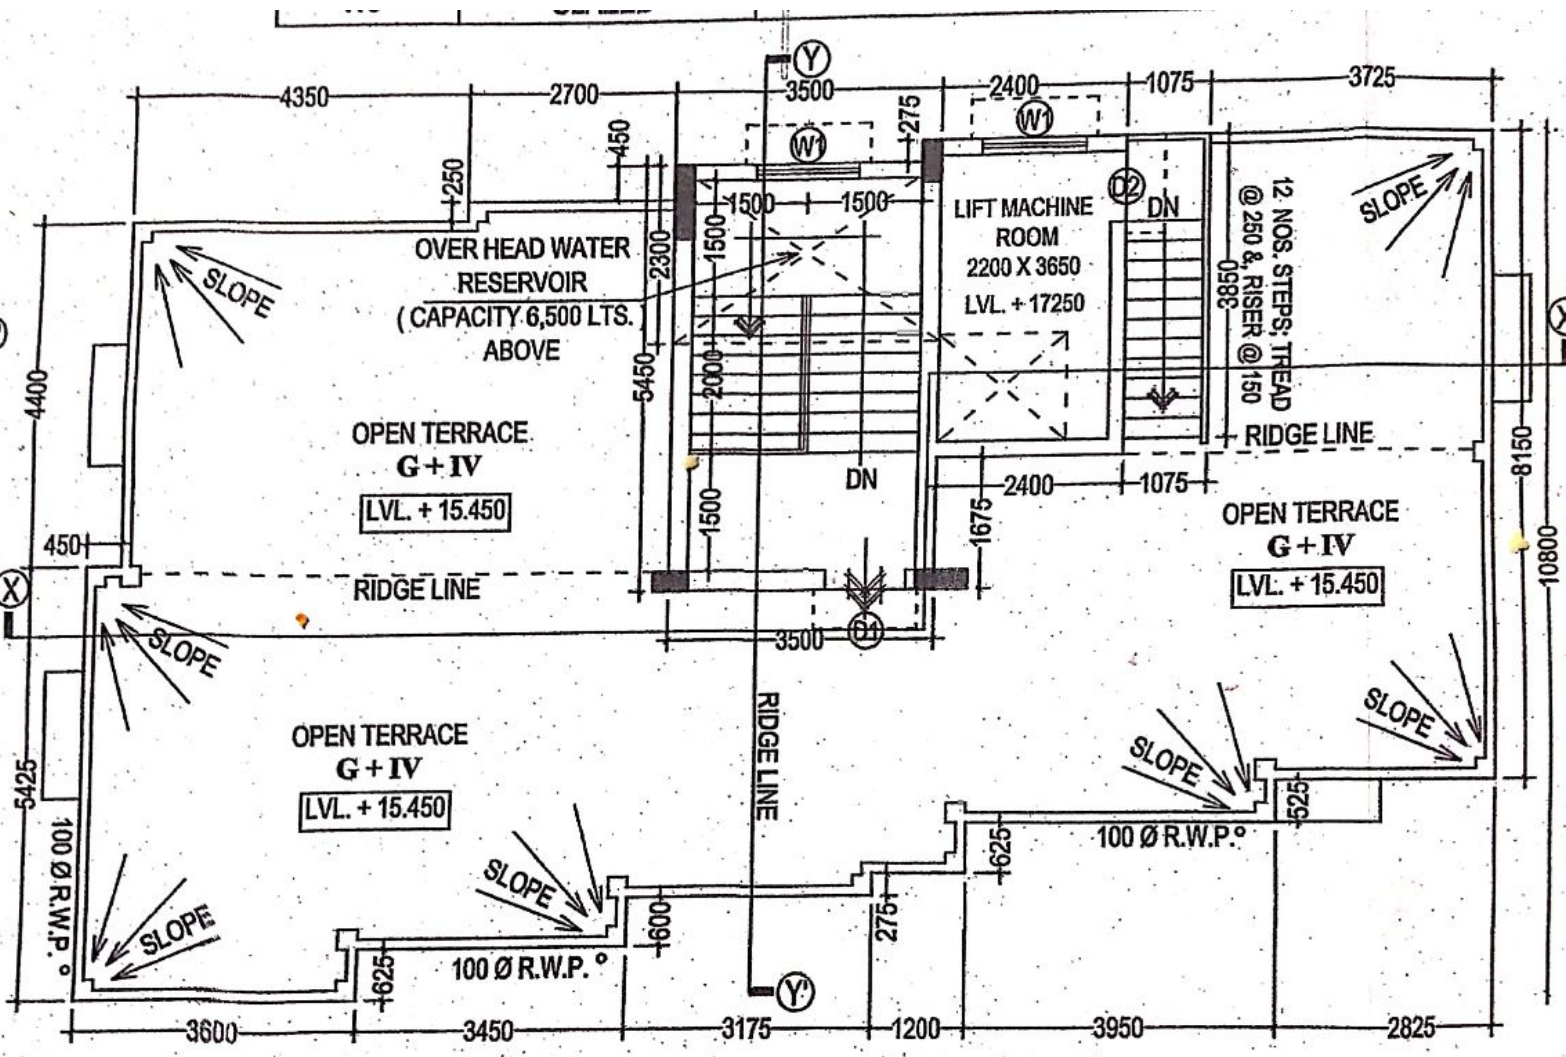 Y
4350 2700 3500 2400 1075 3725
450
275
250
W1
W1
1500 1500
D2
DN
SLOPE
SLOPE
OVER HEAD WATER
RESERVOIR
( CAPACITY 6,500 LTS.
ABOVE
2300
1500
5450
2000
1500
LIFT MACHINE
ROOM
2200 X 3650
LVL. + 17250
3350
12 NOS. STEPS; TREAD
@ 250 & RISER @ 150
4400
OPEN TERRACE
G + IV
LVL. + 15.450
DN
RIDGE LINE
2400 1075
1675
OPEN TERRACE
G + IV
LVL. + 15.450
8150
10800
X
X
450
RIDGE LINE
3500
D1
SLOPE
RIDGE LINE
OPEN TERRACE
G + IV
LVL. + 15.450
5425
100 Ø R.W.P.
SLOPE
SLOPE
SLOPE
SLOPE
525
625
100 Ø R.W.P.
600
275
625
100 Ø R.W.P.
Y'
3600 3450 3175 1200 3950 2825